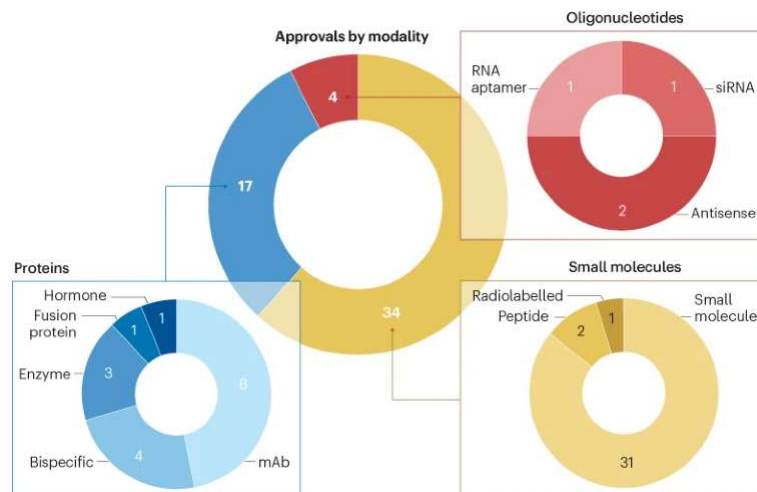 Approvals by modality
4
17
34
Oligonucleotides
RNA
aptamer
1
1
siRNA
2
Antisense
Proteins
Hormone
Fusion
protein
1
1
Enzyme
3
8
Bispecific
4
mAb
Small molecules
Radiolabelled
Peptide
2
1
Small
molecule
31